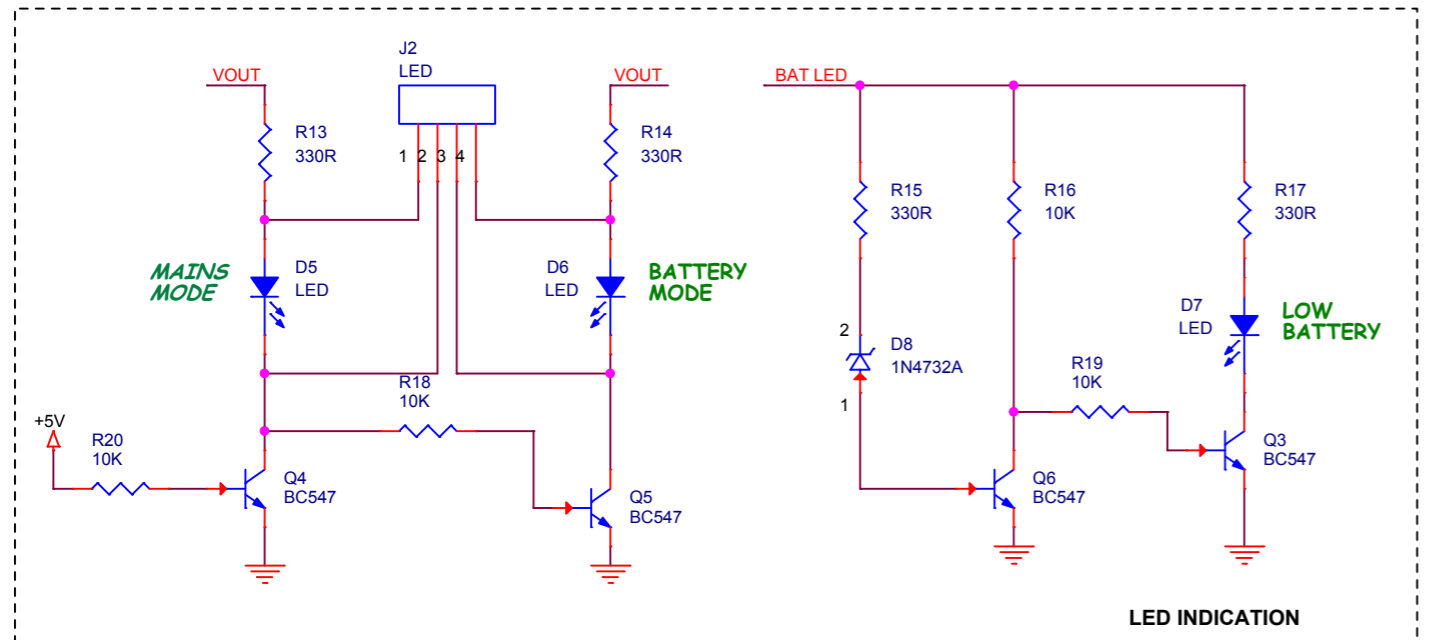 J2
LED
VOUT
VOUT
BAT LED
R13
330R
1 2 3 4
R14
330R
R15
330R
R16
10K
R17
330R
MAINS
MODE
D5
LED
D6
LED
BATTERY
MODE
D7
LED
LOW
BATTERY
2
D8
1N4732A
1
R18
10K
R19
10K
+5V
R20
10K
Q4
BC547
Q5
BC547
Q6
BC547
Q3
BC547
LED INDICATION